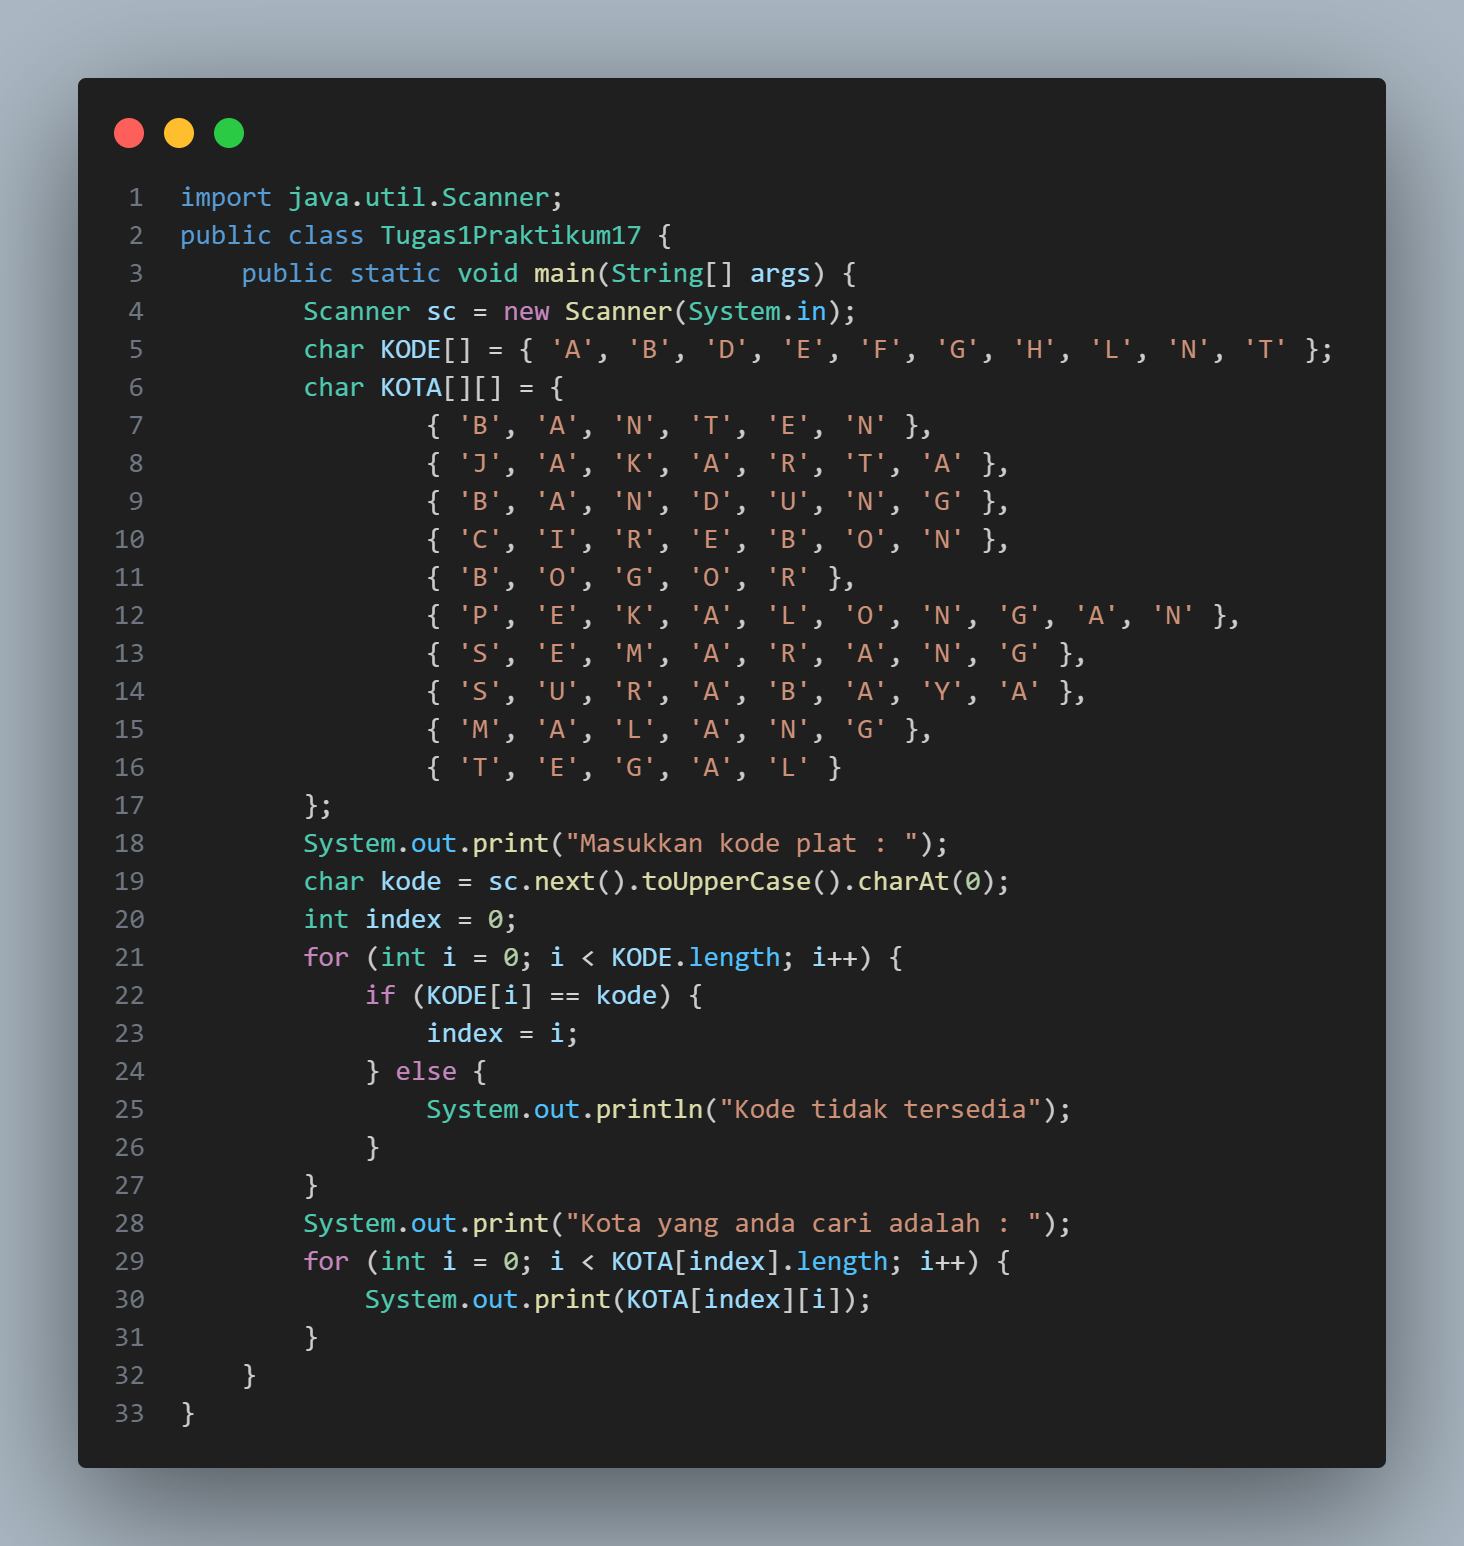 1 import java.util.Scanner;
2 public class Tugas1Praktikum17 {
3     public static void main(String[] args) {
4         Scanner sc = new Scanner(System.in);
5         char KODE[] = { 'A', 'B', 'D', 'E', 'F', 'G', 'H', 'L', 'N', 'T' };
6         char KOTA[][] = {
7                 { 'B', 'A', 'N', 'T', 'E', 'N' },
8                 { 'J', 'A', 'K', 'A', 'R', 'T', 'A' },
9                 { 'B', 'A', 'N', 'D', 'U', 'N', 'G' },
10                 { 'C', 'I', 'R', 'E', 'B', 'O', 'N' },
11                 { 'B', 'O', 'G', 'O', 'R' },
12                 { 'P', 'E', 'K', 'A', 'L', 'O', 'N', 'G', 'A', 'N' },
13                 { 'S', 'E', 'M', 'A', 'R', 'A', 'N', 'G' },
14                 { 'S', 'U', 'R', 'A', 'B', 'A', 'Y', 'A' },
15                 { 'M', 'A', 'L', 'A', 'N', 'G' },
16                 { 'T', 'E', 'G', 'A', 'L' }
17         };
18         System.out.print("Masukkan kode plat : ");
19         char kode = sc.next().toUpperCase().charAt(0);
20         int index = 0;
21         for (int i = 0; i < KODE.length; i++) {
22             if (KODE[i] == kode) {
23                 index = i;
24             } else {
25                 System.out.println("Kode tidak tersedia");
26             }
27         }
28         System.out.print("Kota yang anda cari adalah : ");
29         for (int i = 0; i < KOTA[index].length; i++) {
30             System.out.print(KOTA[index][i]);
31         }
32     }
33 }